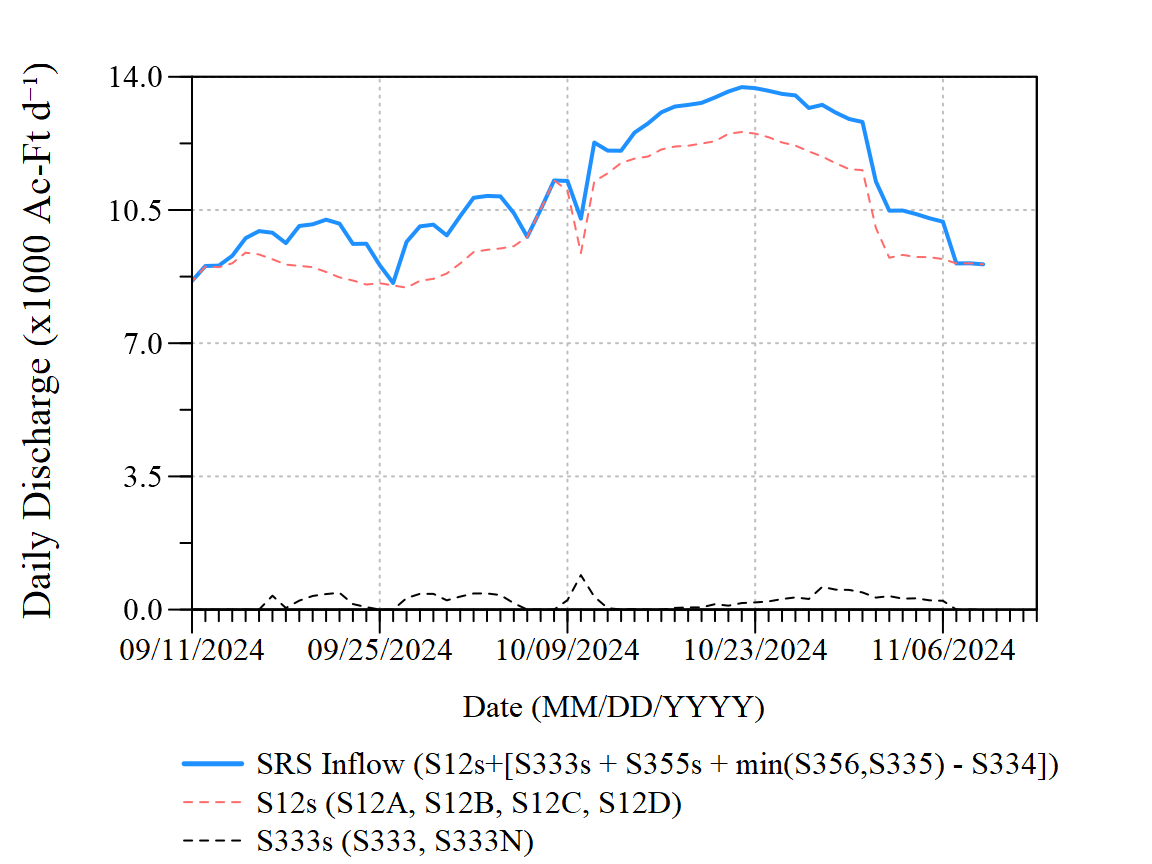 Daily Discharge (x1000 Ac-Ft d⁻¹)
14.0
10.5
7.0
3.5
0.0
09/11/2024 09/25/2024 10/09/2024 10/23/2024 11/06/2024
Date (MM/DD/YYYY)
SRS Inflow (S12s+[S333s + S355s + min(S356,S335) - S334])
S12s (S12A, S12B, S12C, S12D)
S333s (S333, S333N)